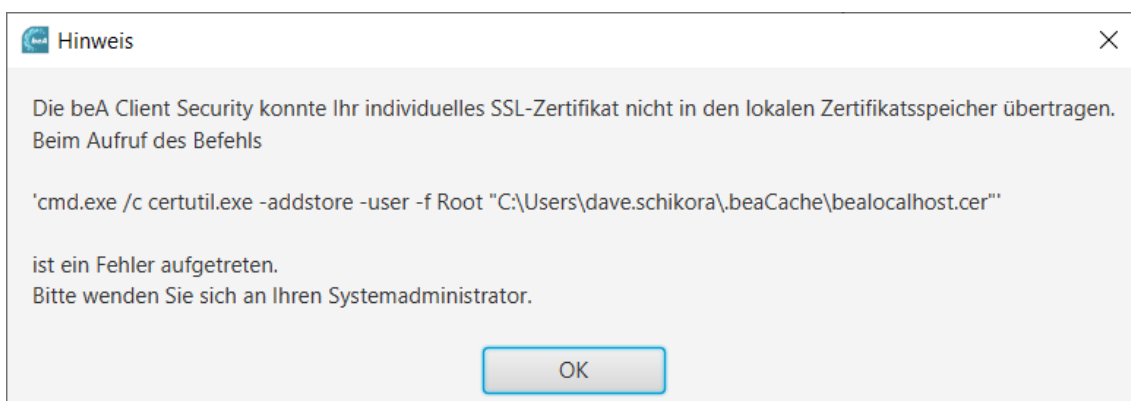 beA Hinweis
Die beA Client Security konnte Ihr individuelles SSL-Zertifikat nicht in den lokalen Zertifikatsspeicher übertragen.
Beim Aufruf des Befehls
'cmd.exe /c certutil.exe -addstore -user -f Root "C:\Users\dave.schikora\.beaCache\bealocalhost.cer"'
ist ein Fehler aufgetreten.
Bitte wenden Sie sich an Ihren Systemadministrator.
OK